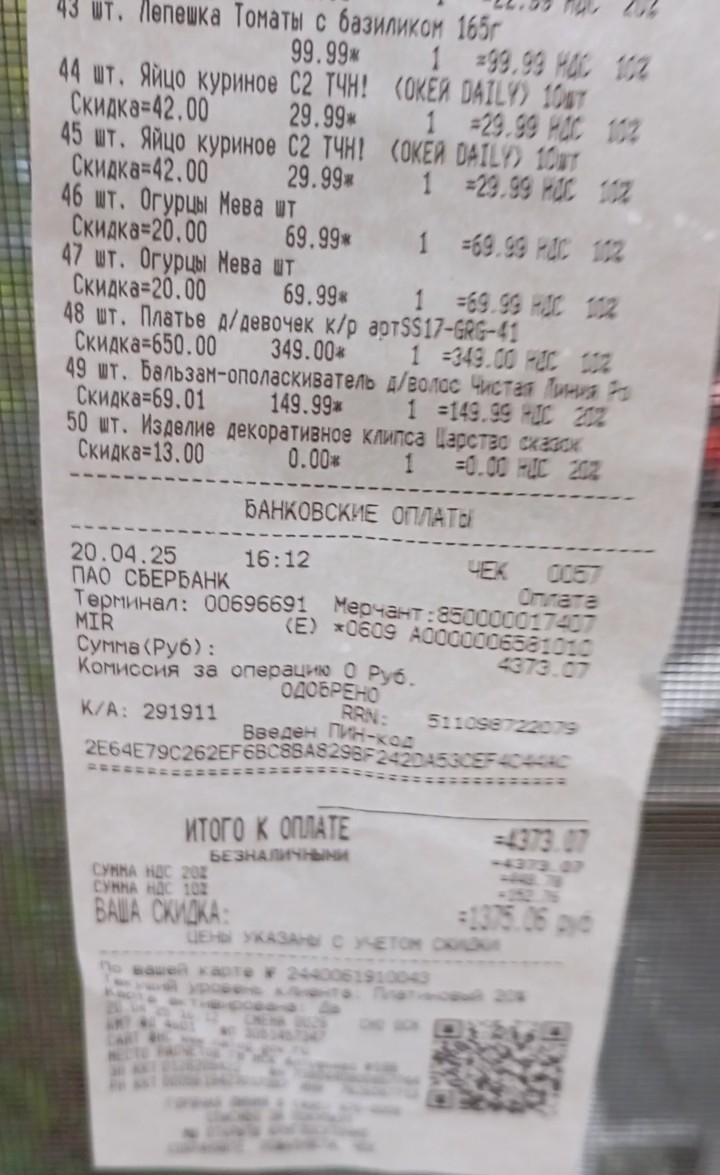 43 шт. Лепешка Томаты с базиликом 165г
99.99* 1 =99.99 НДС 10%
44 шт. Яйцо куриное С2 ТЧН! (ОКЕЯ DAILY) 10шт
Скидка=42.00 29.99* 1 =29.99 НДС 10%
45 шт. Яйцо куриное С2 ТЧН! (ОКЕЯ DAILY) 10шт
Скидка=42.00 29.99* 1 =29.99 НДС 10%
46 шт. Огурцы Мева шт
Скидка=20.00 69.99* 1 =69.99 НДС 10%
47 шт. Огурцы Мева шт
Скидка=20.00 69.99* 1 =69.99 НДС 10%
48 шт. Платье д/девочек к/р артSS17-GRG-41
Скидка=650.00 349.00* 1 =349.00 НДС 10%
49 шт. Бальзам-ополаскиватель д/волос Чистая Линия Ро
Скидка=69.01 149.99* 1 =149.99 НДС 20%
50 шт. Изделие декоративное клипса Царство сказок
Скидка=13.00 0.00* 1 =0.00 НДС 20%
БАНКОВСКИЕ ОПЛАТЫ
20.04.25 16:12 ЧЕК 0057
ПАО СБЕРБАНК Оплата
Терминал: 00696691 Мерчант:850000017407
MIR (E) *0609 A0000006581010
Сумма(Руб): 4373.07
Комиссия за операцию 0 Руб.
ОДОБРЕНО
К/А: 291911 RRN: 511098722079
Введен ПИН-код
2E64E79C262EF6BC8BA829BF242DA53CEF4C44AC
ИТОГО К ОПЛАТЕ =4373.07
БЕЗНАЛИЧНЫМИ =4373.07
СУММА НДС 20%
СУММА НДС 10%
ВАША СКИДКА: =1375.06 руб
ЦЕНЫ УКАЗАНЫ С УЧЕТОМ СКИДКИ
По вашей карте № 2440061910043
Текущий уровень клиента: Платиновый 20%
Карта активирована: Да